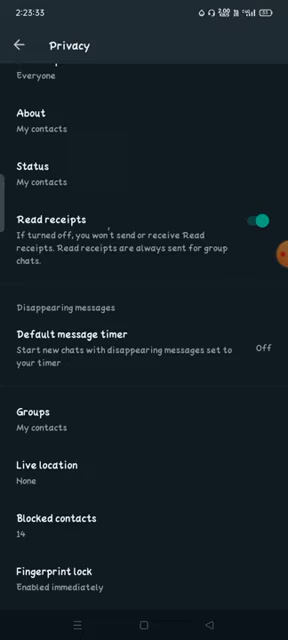 2:23:33
Privacy
Everyone
About
My contacts
Status
My contacts
Read receipts
If turned off, you won't send or receive Read
receipts. Read receipts are always sent for group
chats.
Disappearing messages
Default message timer
Start new chats with disappearing messages set to
your timer
Off
Groups
My contacts
Live location
None
Blocked contacts
14
Fingerprint lock
Enabled immediately